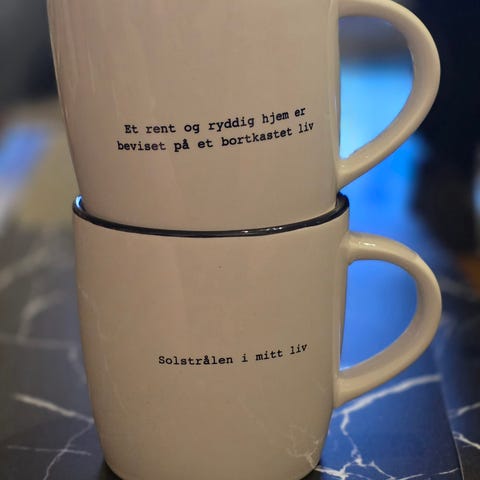 Et rent og ryddig hjem er
beviset på et bortkastet liv
Solstrålen i mitt liv